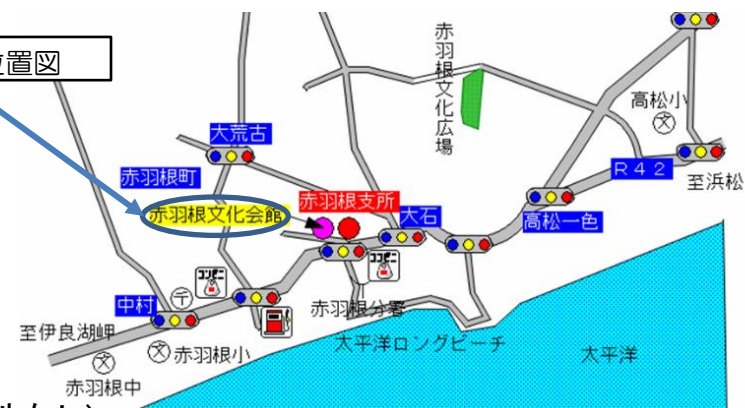 位置図
赤羽根文化広場
高松小
文
大荒古
R42
至浜松
赤羽根町
赤羽根支所
赤羽根文化会館
大石
高松一色
コンビニ
コンビニ
中村
〒
赤羽根分署
至伊良湖岬
文
赤羽根小
太平洋ロングビーチ
太平洋
文
赤羽根中